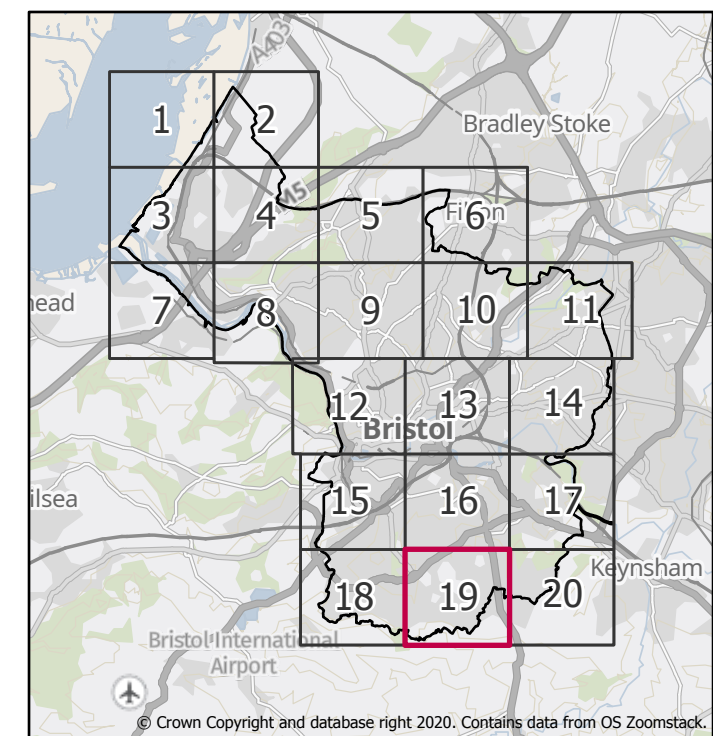 A403
1
2
Bradley Stoke
M5
3
4
5
Filton
6
ead
7
8
9
10
11
12
13
14
Bristol
ilsea
15
16
17
Keynsham
18
19
20
Bristol International
Airport
© Crown Copyright and database right 2020. Contains data from OS Zoomstack.